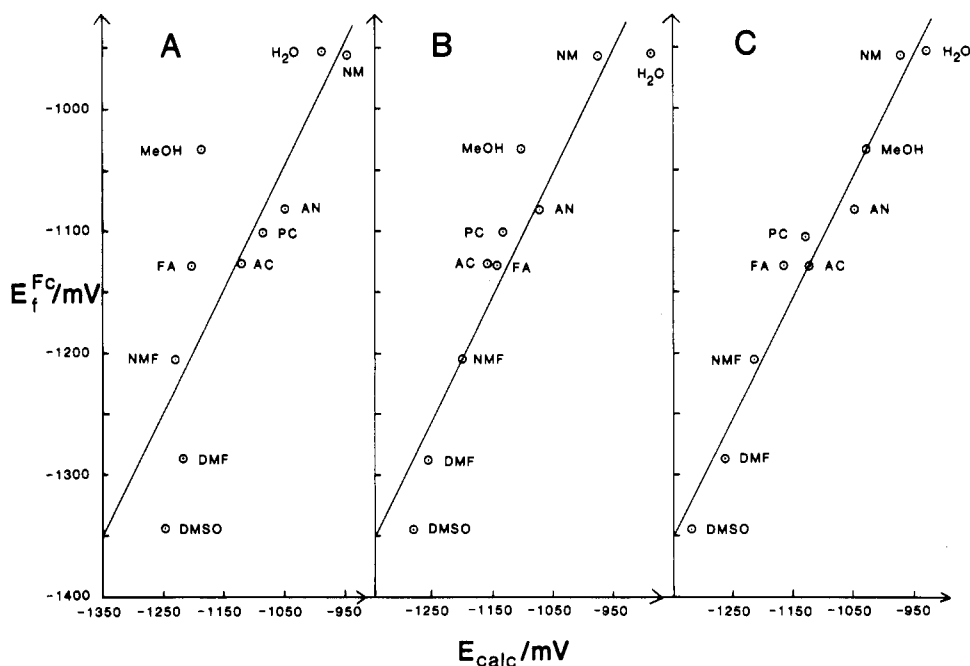 A
B
C
H₂O
NM
MeOH
AN
PC
FA
AC
NMF
DMF
DMSO
NM
H₂O
MeOH
AN
PC
AC
FA
NMF
DMF
DMSO
NM
H₂O
MeOH
AN
PC
FA
AC
NMF
DMF
DMSO
E_f^Fc/mV
-1000
-1100
-1200
-1300
-1400
-1350 -1250 -1150 -1050 -950
-1250 -1150 -1050 -950
-1250 -1150 -1050 -950
E_calc/mV